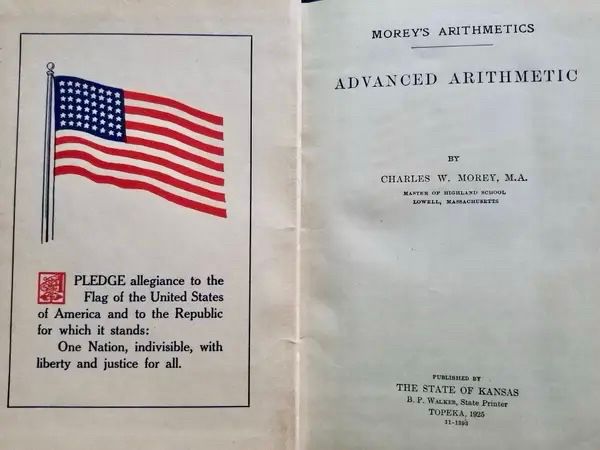 I PLEDGE allegiance to the
Flag of the United States
of America and to the Republic
for which it stands:
One Nation, indivisible, with
liberty and justice for all.
MOREY'S ARITHMETICS
ADVANCED ARITHMETIC
BY
CHARLES W. MOREY, M.A.
MASTER OF HIGHLAND SCHOOL
LOWELL, MASSACHUSETTS
PUBLISHED BY
THE STATE OF KANSAS
B. P. WALKER, State Printer
TOPEKA, 1925
11-1393